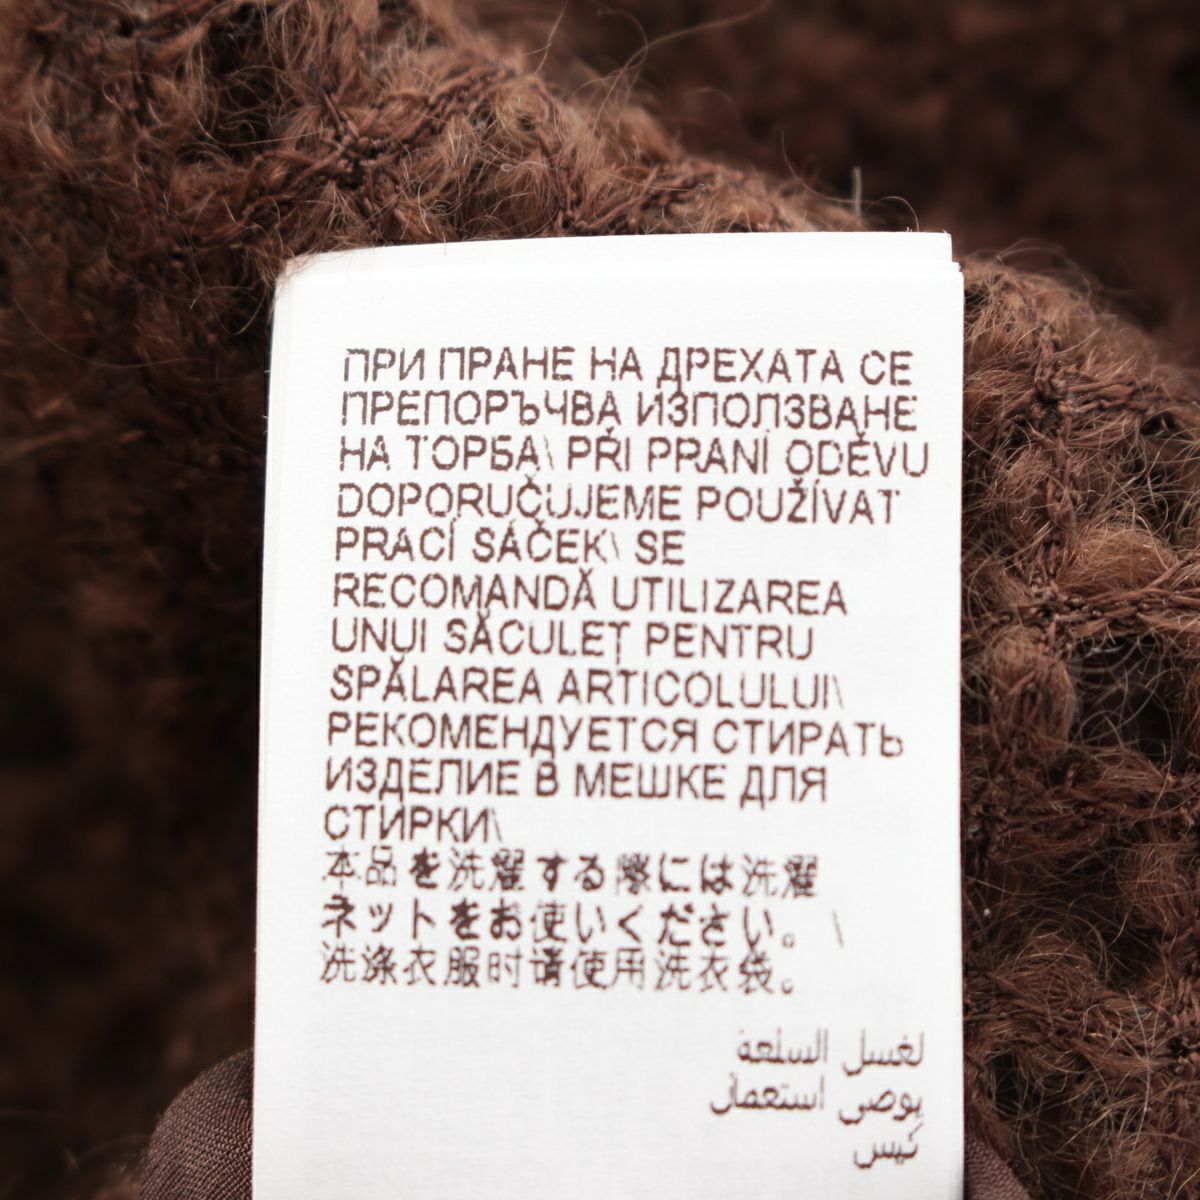 ПРИ ПРАНЕ НА ДРЕХАТА СЕ
ПРЕПОРЪЧВА ИЗПОЛЗВАНЕ
НА ТОРБА\ PŘI PRANÍ ODĚVU
DOPORUČUJEME POUŽÍVAT
PRACÍ SÁČEK\ SE
RECOMANDĂ UTILIZAREA
UNUI SĂCULEȚ PENTRU
SPĂLAREA ARTICOLULUI\
РЕКОМЕНДУЕТСЯ СТИРАТЬ
ИЗДЕЛИЕ В МЕШКЕ ДЛЯ
СТИРКИ\
本品を洗濯する際には洗濯
ネットをお使いください。\
洗涤衣服时请使用洗衣袋。
لغسل السلعة
يوصى استعمال
كيس